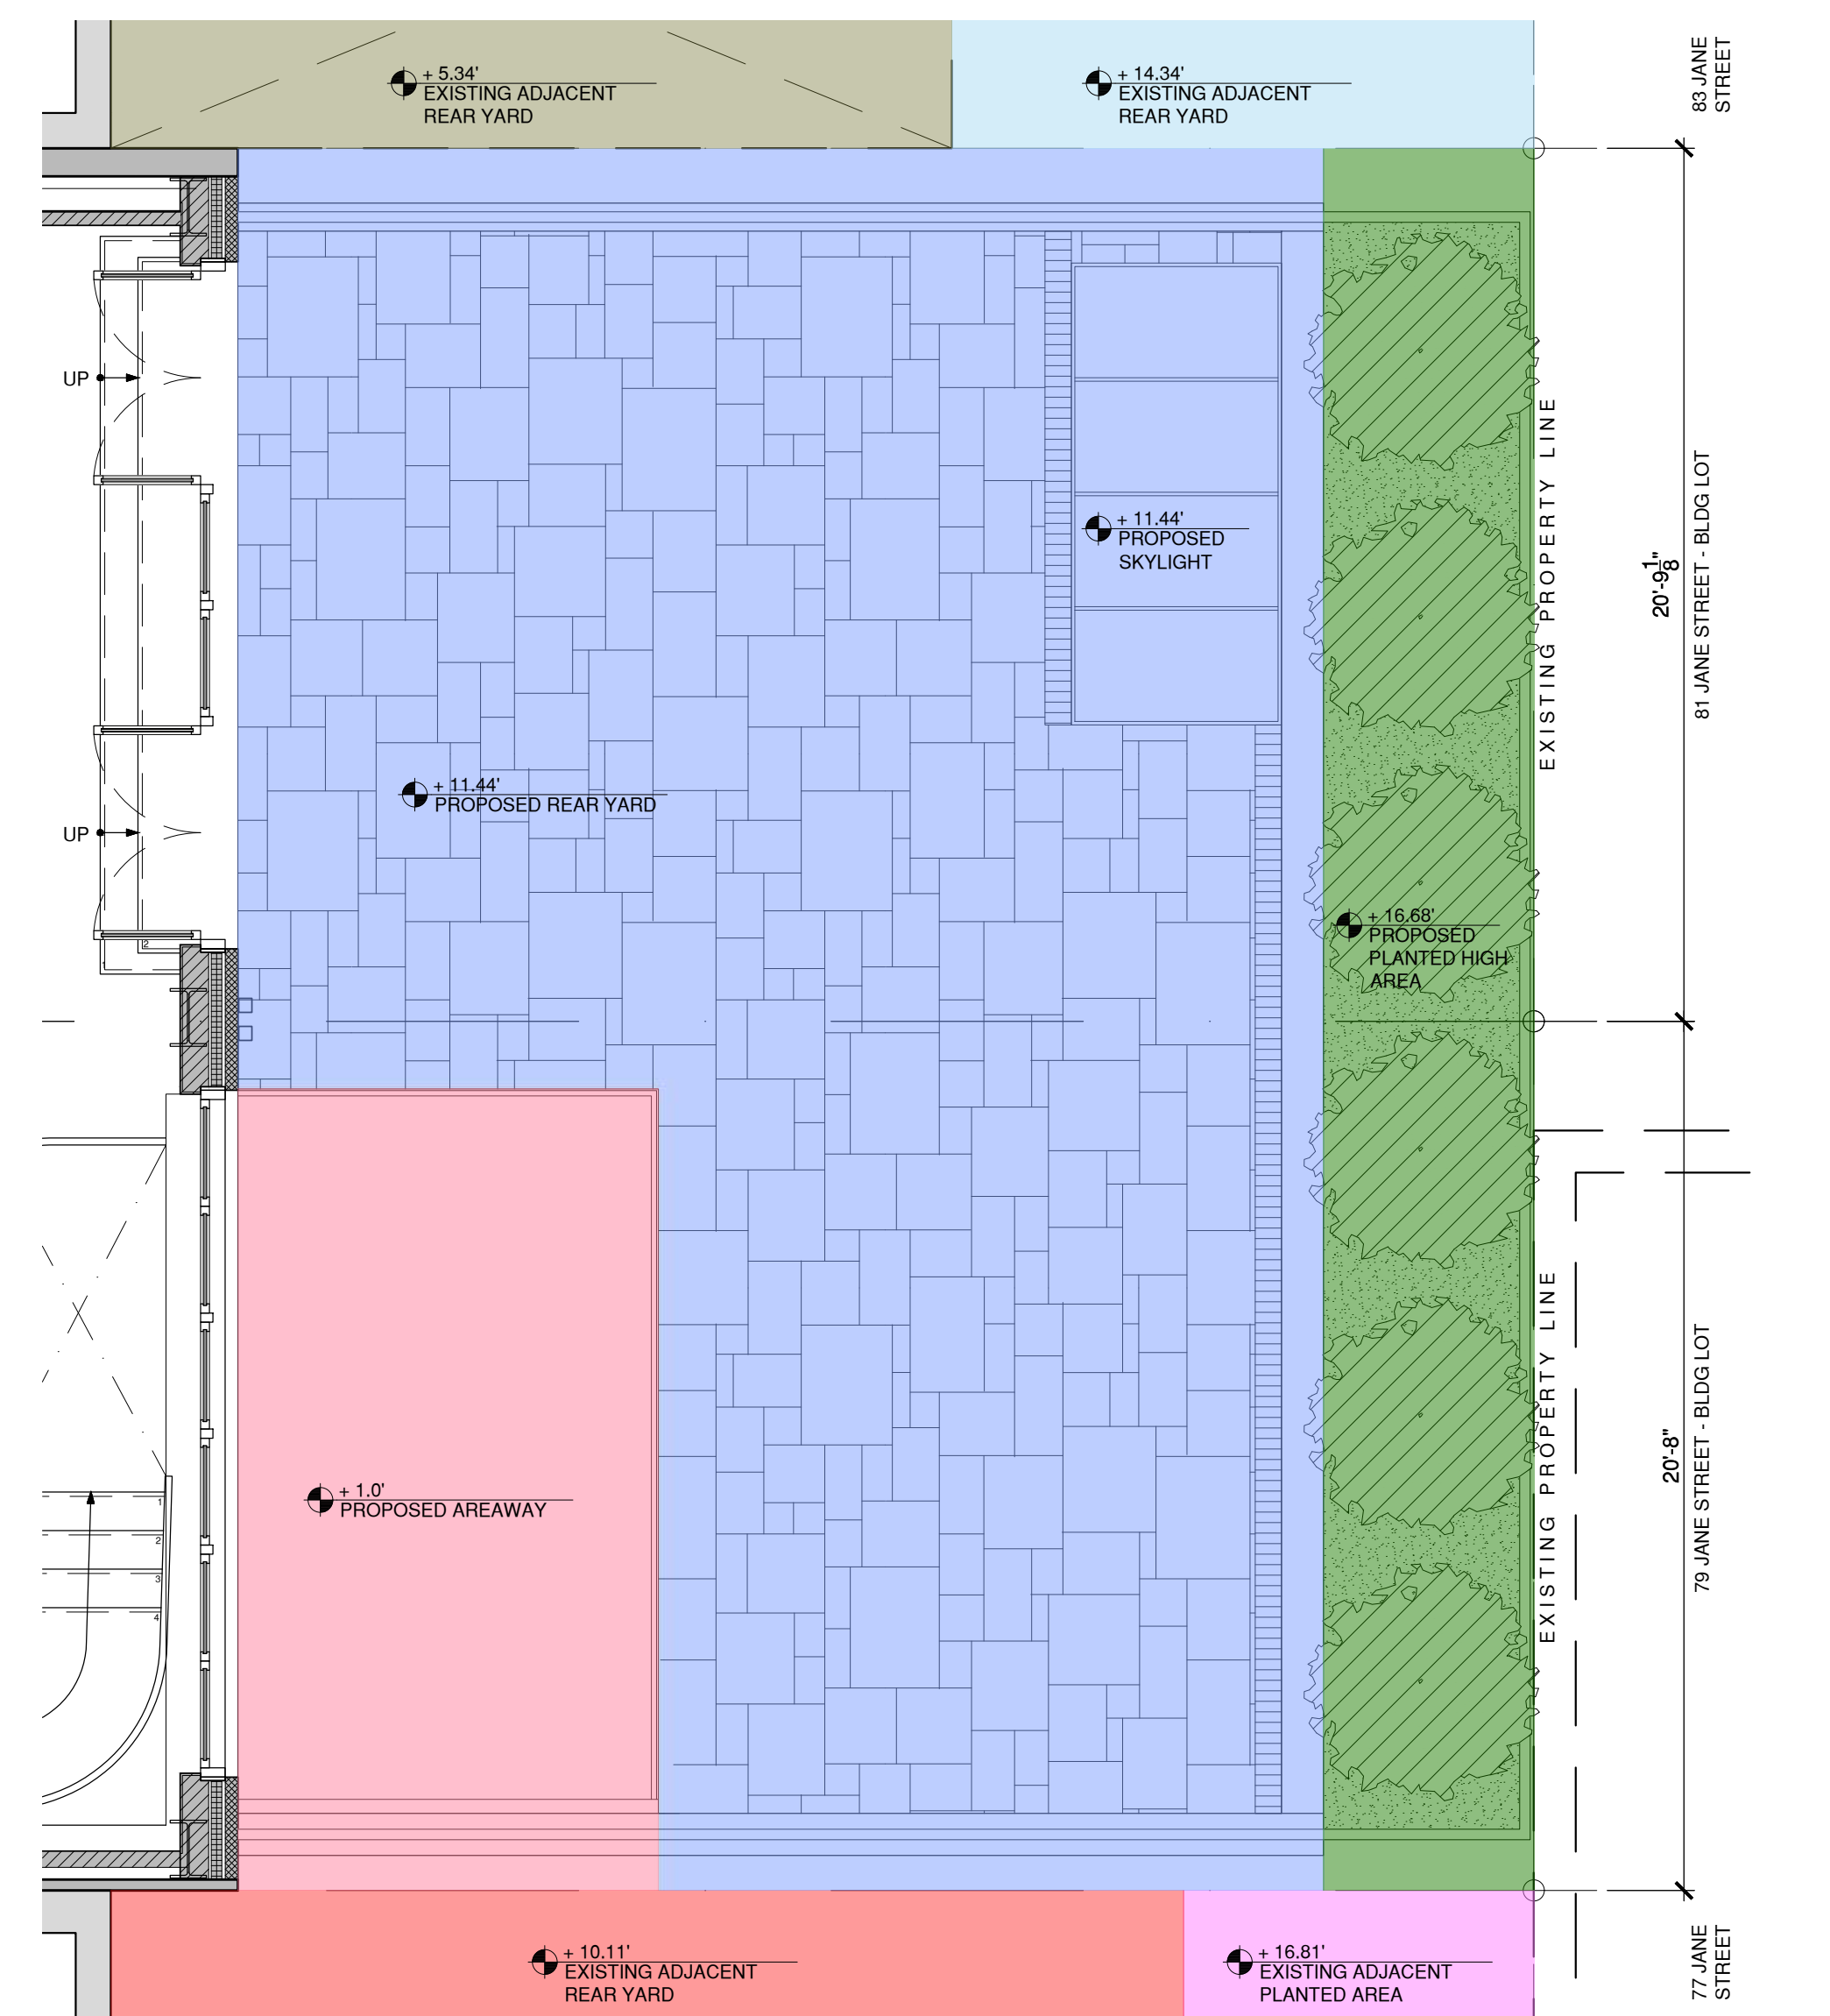 + 5.34'
EXISTING ADJACENT
REAR YARD
+ 14.34'
EXISTING ADJACENT
REAR YARD
83 JANE
STREET
UP
+ 11.44'
PROPOSED
SKYLIGHT
EXISTING PROPERTY LINE
20'-9 1/8"
81 JANE STREET - BLDG LOT
+ 11.44'
PROPOSED REAR YARD
UP
2
+ 16.68'
PROPOSED
PLANTED HIGH
AREA
+ 1.0'
PROPOSED AREAWAY
1
2
3
4
EXISTING PROPERTY LINE
20'-8"
79 JANE STREET - BLDG LOT
+ 10.11'
EXISTING ADJACENT
REAR YARD
+ 16.81'
EXISTING ADJACENT
PLANTED AREA
77 JANE
STREET